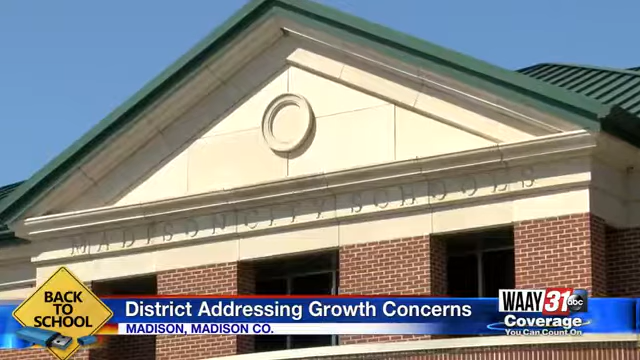 MADISON CITY SCHOOLS
BACK TO
SCHOOL
District Addressing Growth Concerns
MADISON, MADISON CO.
WAAY 31 abc
Coverage
You Can Count On